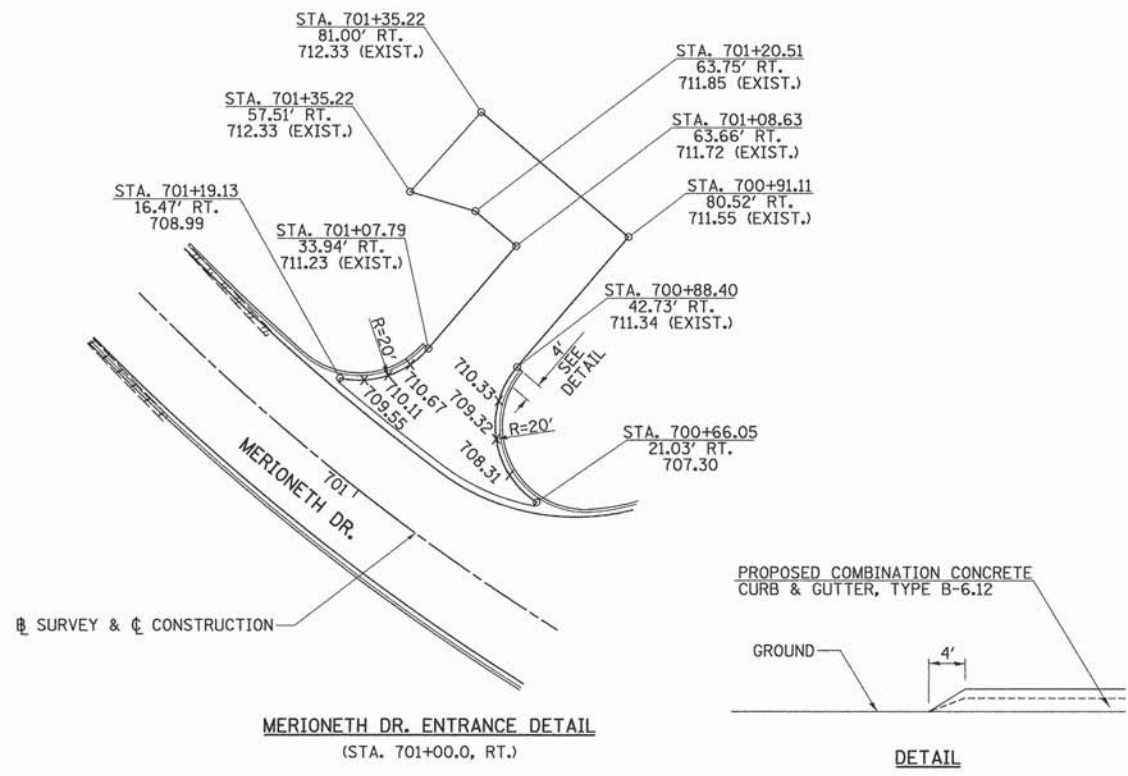 STA. 701+35.22
81.00' RT.
712.33 (EXIST.)
STA. 701+20.51
63.75' RT.
711.85 (EXIST.)
STA. 701+35.22
57.51' RT.
712.33 (EXIST.)
STA. 701+08.63
63.66' RT.
711.72 (EXIST.)
STA. 701+19.13
16.47' RT.
708.99
STA. 700+91.11
80.52' RT.
711.55 (EXIST.)
STA. 701+07.79
33.94' RT.
711.23 (EXIST.)
STA. 700+88.40
42.73' RT.
711.34 (EXIST.)
R=20'
710.67
710.11
709.55
4'
SEE
DETAIL
710.33
709.32
R=20'
708.31
STA. 700+66.05
21.03' RT.
707.30
701
MERIONETH DR.
PROPOSED COMBINATION CONCRETE
CURB & GUTTER, TYPE B-6.12
℄ CONSTRUCTION
SURVEY &
GROUND
4'
MERIONETH DR. ENTRANCE DETAIL
(STA. 701+00.0, RT.)
DETAIL